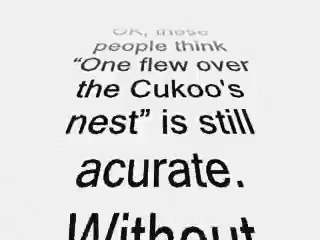 OK, these
people think
“One flew over
the Cukoo's
nest” is still
acurate.
Without